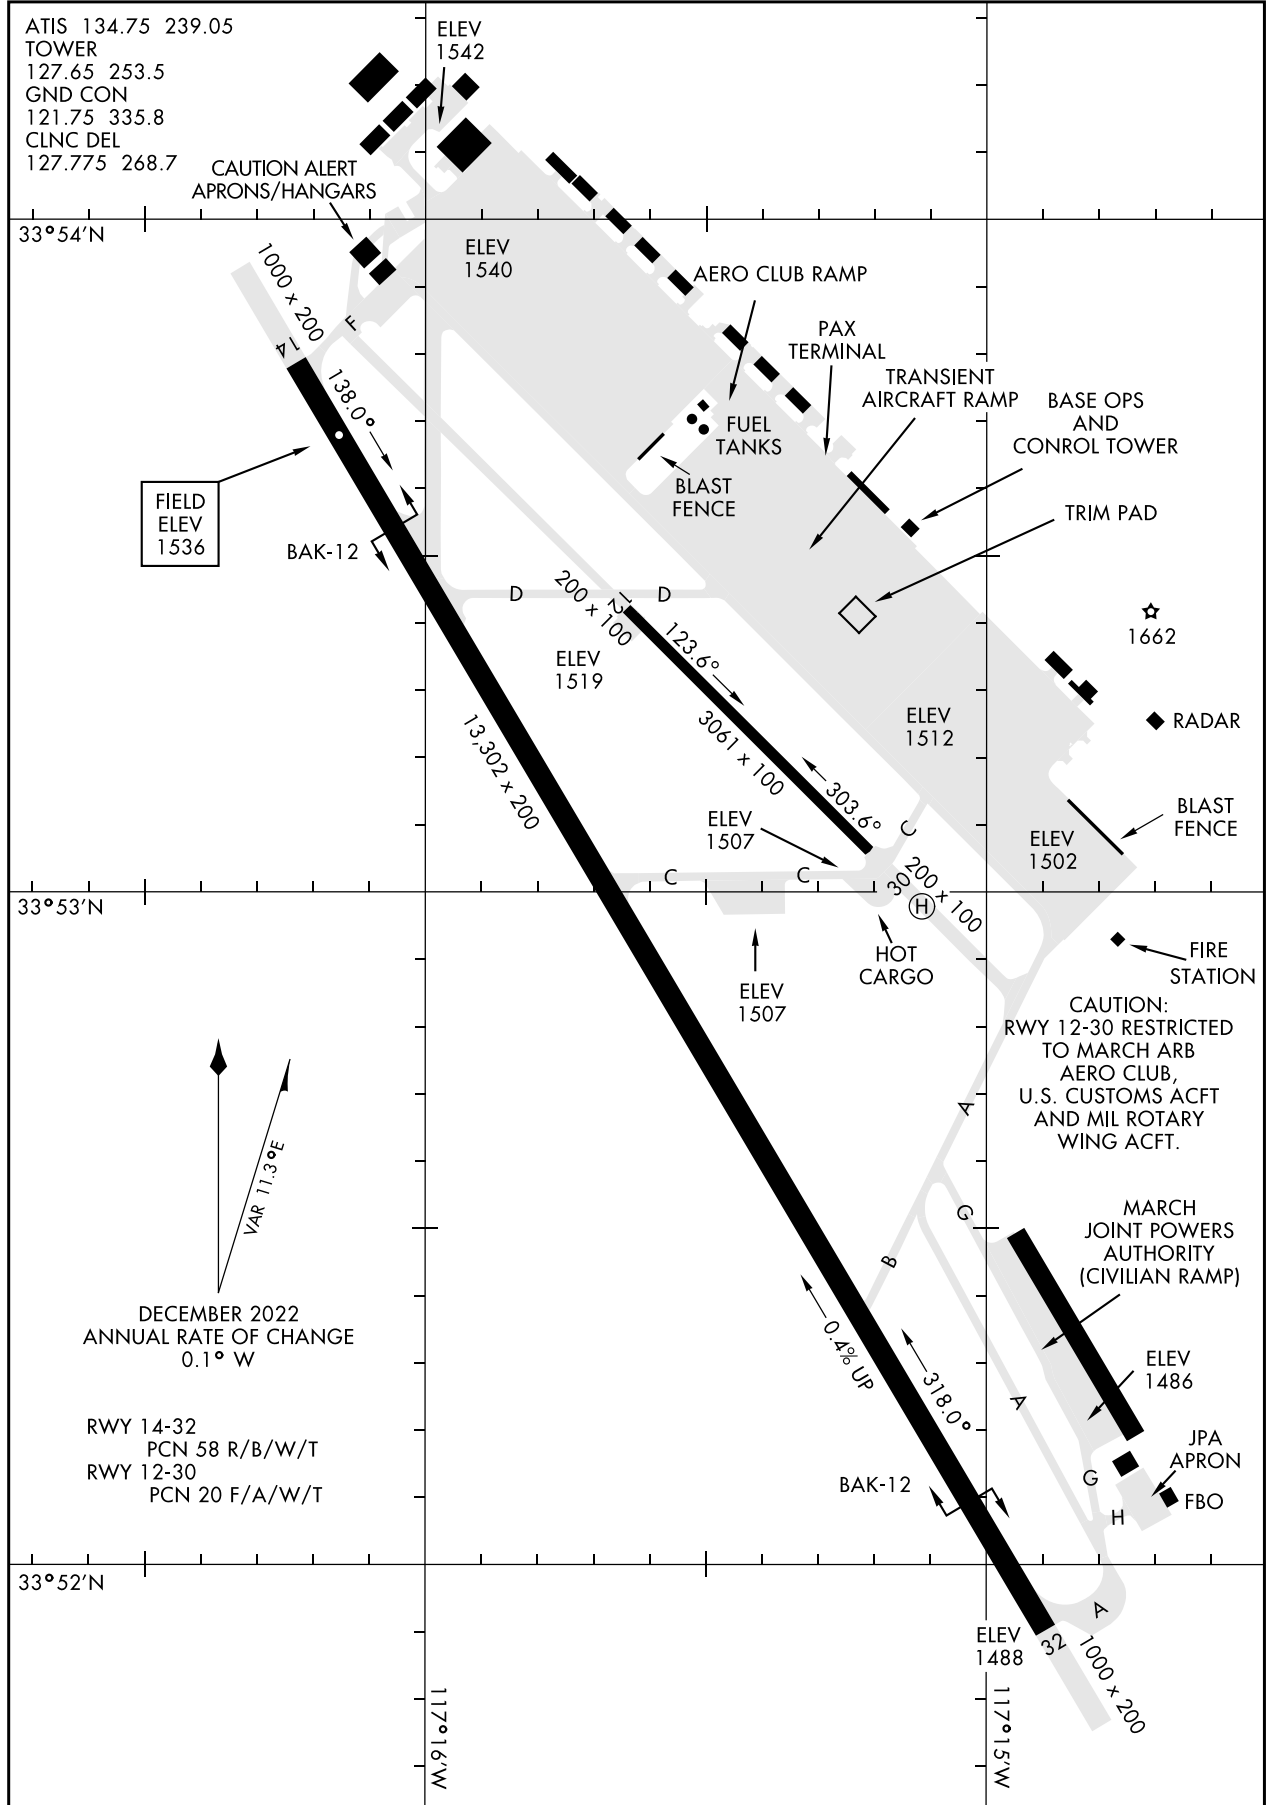 ATIS 134.75 239.05
TOWER
127.65 253.5
GND CON
121.75 335.8
CLNC DEL
127.775 268.7
ELEV
1542
CAUTION ALERT
APRONS/HANGARS
33°54'N
1000 x 200
ELEV
1540
F
14
138.0°
AERO CLUB RAMP
PAX
TERMINAL
TRANSIENT
AIRCRAFT RAMP
BASE OPS
AND
CONROL TOWER
FUEL
TANKS
BLAST
FENCE
TRIM PAD
FIELD
ELEV
1536
BAK-12
D
D
12
200 x 100
123.6°
1662
ELEV
1519
3061 x 100
ELEV
1512
RADAR
13,302 x 200
303.6°
ELEV
1507
C
BLAST
FENCE
ELEV
1502
C
C
30
200 x 100
33°53'N
H
HOT
CARGO
FIRE
STATION
ELEV
1507
CAUTION:
RWY 12-30 RESTRICTED
TO MARCH ARB
AERO CLUB,
U.S. CUSTOMS ACFT
AND MIL ROTARY
WING ACFT.
A
VAR 11.3°E
G
MARCH
JOINT POWERS
AUTHORITY
(CIVILIAN RAMP)
B
DECEMBER 2022
ANNUAL RATE OF CHANGE
0.1° W
0.4% UP
318.0°
ELEV
1486
A
RWY 14-32
PCN 58 R/B/W/T
RWY 12-30
PCN 20 F/A/W/T
JPA
APRON
G
BAK-12
FBO
H
33°52'N
A
ELEV
1488
32
1000 x 200
117°16'W
117°15'W